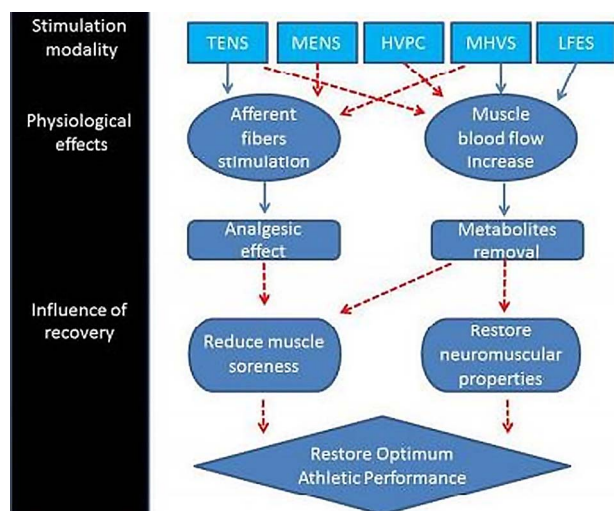 Stimulation
modality
TENS
MENS
HVPC
MHVS
LFES
Physiological
effects
Afferent
fibers
stimulation
Muscle
blood flow
increase
Analgesic
effect
Metabolites
removal
Influence of
recovery
Reduce muscle
soreness
Restore
neuromuscular
properties
Restore Optimum
Athletic Performance